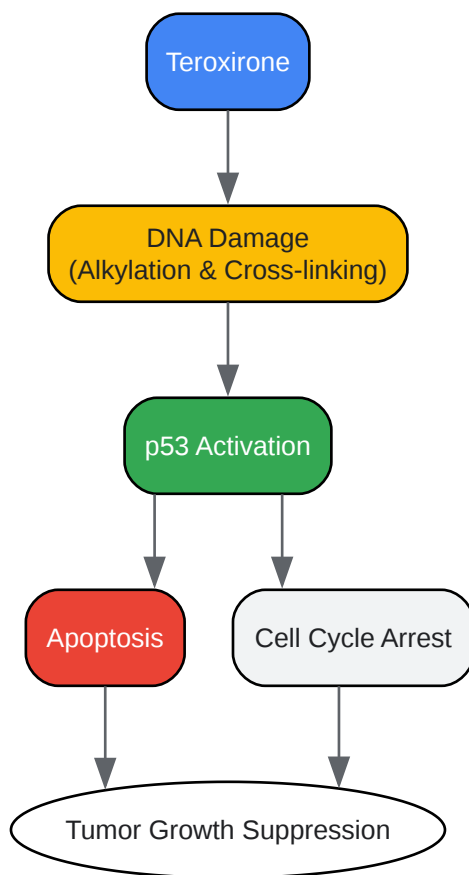 Teroxirone
DNA Damage
(Alkylation & Cross-linking)
p53 Activation
Apoptosis
Cell Cycle Arrest
Tumor Growth Suppression